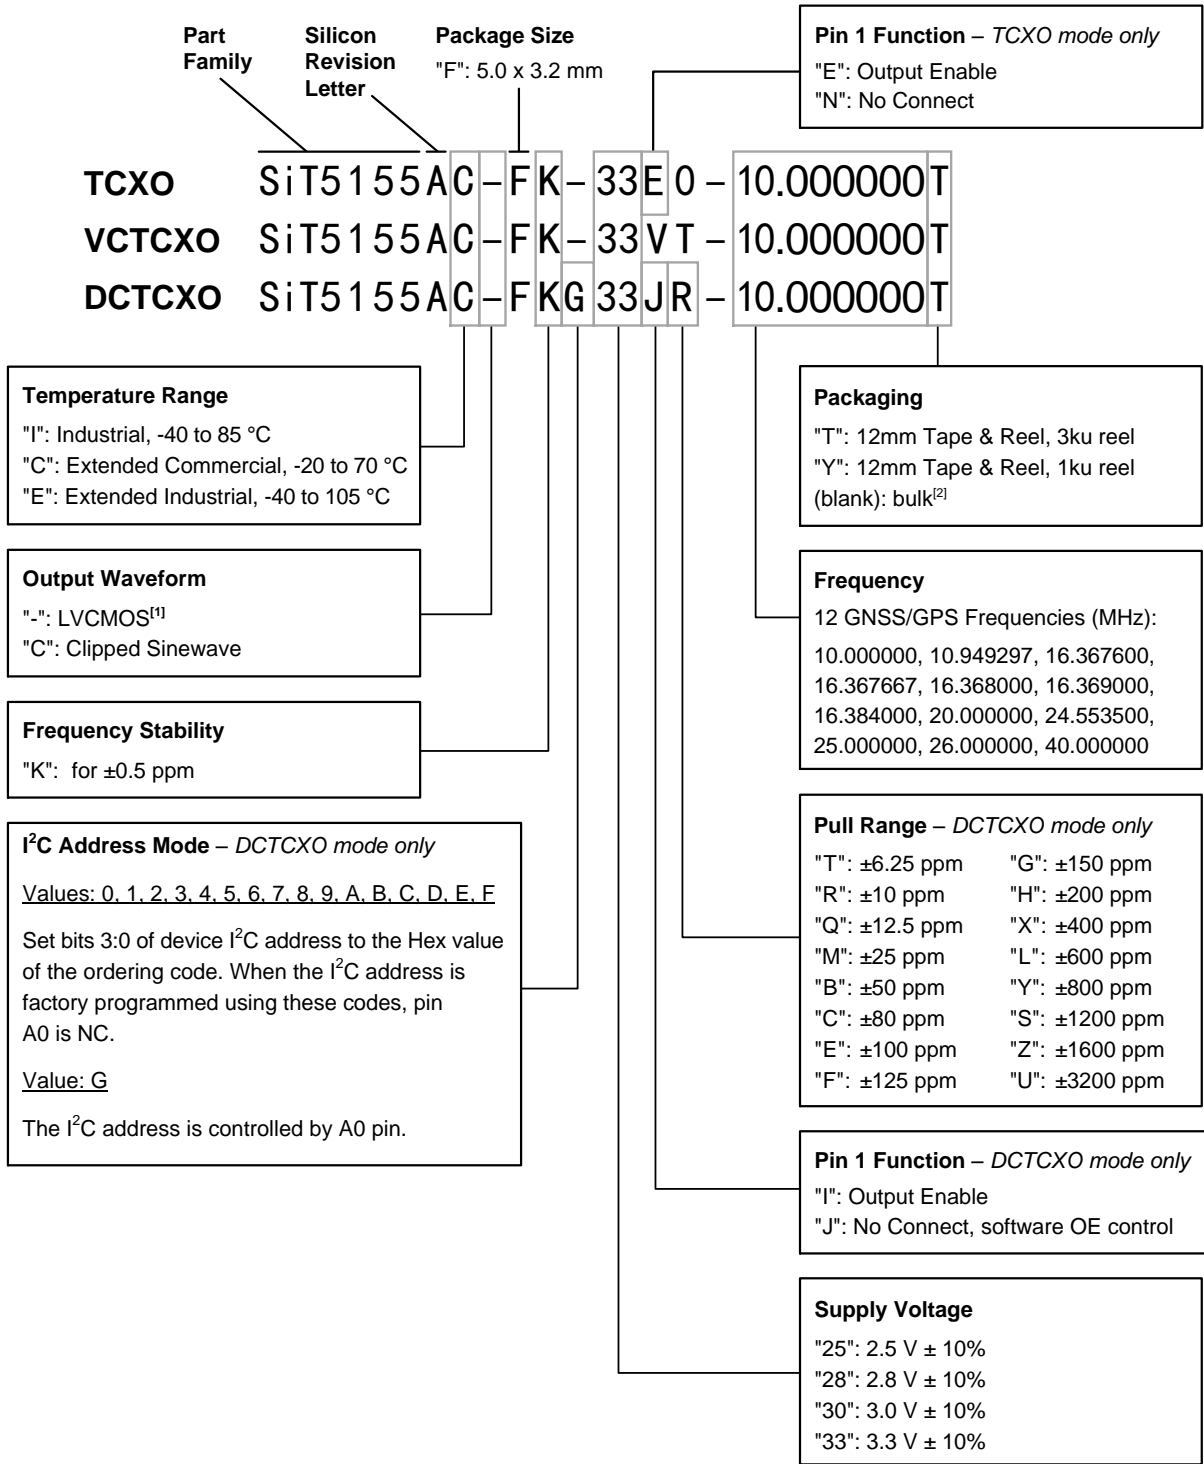 Part
Family
Silicon
Revision
Letter
Package Size
"F": 5.0 x 3.2 mm
Pin 1 Function – TCXO mode only
"E": Output Enable
"N": No Connect
TCXO SiT5155AC-FK-33E0-10.000000T
VCTCXO SiT5155AC-FK-33VT-10.000000T
DCTCXO SiT5155AC-FKG33JR-10.000000T
Temperature Range
"I": Industrial, -40 to 85 °C
"C": Extended Commercial, -20 to 70 °C
"E": Extended Industrial, -40 to 105 °C
Output Waveform
"-": LVCMOS[1]
"C": Clipped Sinewave
Frequency Stability
"K": for ±0.5 ppm
I²C Address Mode – DCTCXO mode only
Values: 0, 1, 2, 3, 4, 5, 6, 7, 8, 9, A, B, C, D, E, F
Set bits 3:0 of device I²C address to the Hex value
of the ordering code. When the I²C address is
factory programmed using these codes, pin
A0 is NC.
Value: G
The I²C address is controlled by A0 pin.
Packaging
"T": 12mm Tape & Reel, 3ku reel
"Y": 12mm Tape & Reel, 1ku reel
(blank): bulk[2]
Frequency
12 GNSS/GPS Frequencies (MHz):
10.000000, 10.949297, 16.367600,
16.367667, 16.368000, 16.369000,
16.384000, 20.000000, 24.553500,
25.000000, 26.000000, 40.000000
Pull Range – DCTCXO mode only
"T": ±6.25 ppm "G": ±150 ppm
"R": ±10 ppm "H": ±200 ppm
"Q": ±12.5 ppm "X": ±400 ppm
"M": ±25 ppm "L": ±600 ppm
"B": ±50 ppm "Y": ±800 ppm
"C": ±80 ppm "S": ±1200 ppm
"E": ±100 ppm "Z": ±1600 ppm
"F": ±125 ppm "U": ±3200 ppm
Pin 1 Function – DCTCXO mode only
"I": Output Enable
"J": No Connect, software OE control
Supply Voltage
"25": 2.5 V ± 10%
"28": 2.8 V ± 10%
"30": 3.0 V ± 10%
"33": 3.3 V ± 10%